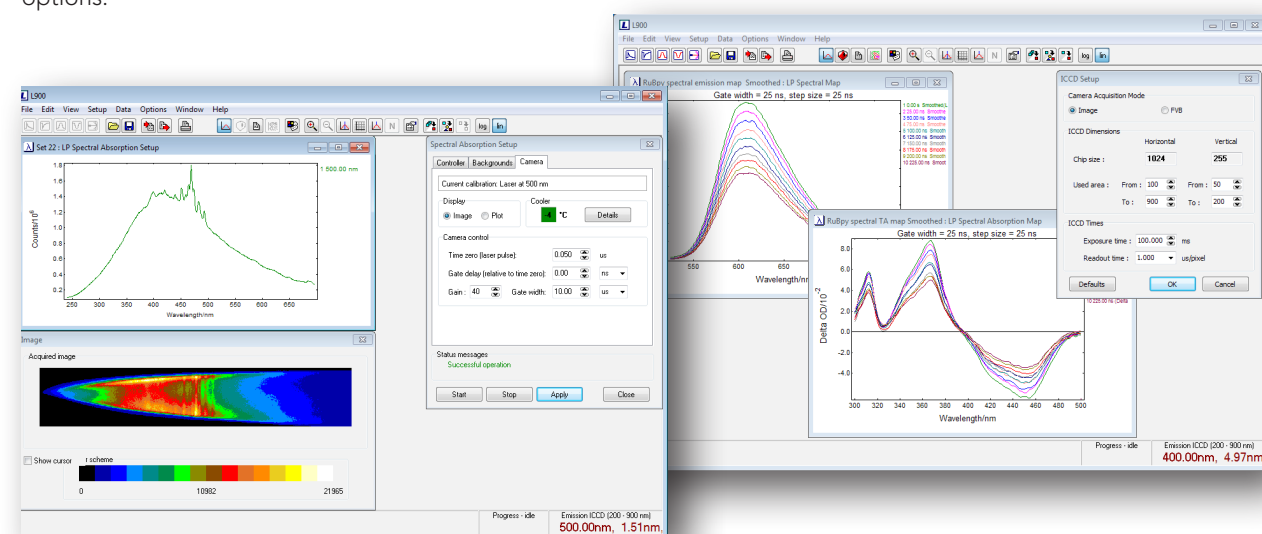 options:
L900
File Edit View Setup Data Options Window Help
log lin
Set 22 : LP Spectral Absorption Setup
1 500.00 nm
1.8
1.6
1.4
1.2
1.0
0.8
0.6
0.4
0.2
Counts/10^6
250 300 350 400 450 500 550 600 650
Wavelength/nm
Image
Acquired image
Show cursor
scheme
0 10982 21965
Spectral Absorption Setup
Controller Backgrounds Camera
Current calibration: Laser at 500 nm
Display Cooler
Image Plot °C Details
Camera control
Time zero (laser pulse): 0.050 us
Gate delay (relative to time zero): 0.00 ns
Gain : 40 Gate width: 10.00 us
Status messages
Successful operation
Start Stop Apply Close
Progress - idle
Emission ICCD (200 - 900 nm)
500.00nm, 1.51nm,
L900
File Edit View Setup Data Options Window Help
N log lin
RuBpy spectral emission map Smoothed : LP Spectral Map
Gate width = 25 ns, step size = 25 ns
550 600 650
RuBpy spectral TA map Smoothed : LP Spectral Absorption Map
Gate width = 25 ns, step size = 25 ns
8.0
6.0
4.0
2.0
0.0
-2.0
-4.0
Delta OD/10^-2
300 320 340 360 380 400 420 440 460 480 500
Wavelength/nm
ICCD Setup
Camera Acquisition Mode
Image FVB
ICCD Dimensions
Horizontal Vertical
Chip size : 1024 255
Used area : From : 100 From : 50
To : 900 To : 200
ICCD Times
Exposure time : 100.000 ms
Readout time : 1.000 us/pixel
Defaults OK Cancel
Progress - idle
Emission ICCD (200 - 900 nm)
400.00nm, 4.97nm